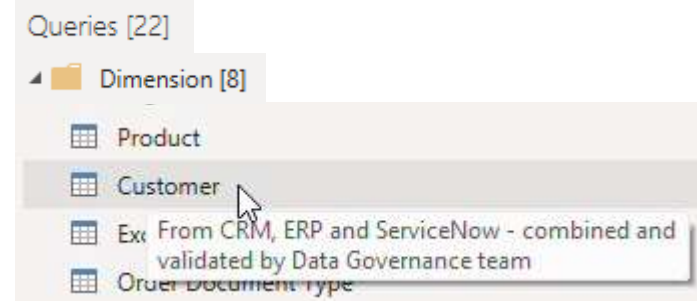 Queries [22]
Dimension [8]
Product
Customer
From CRM, ERP and ServiceNow - combined and
validated by Data Governance team
Order Document Type